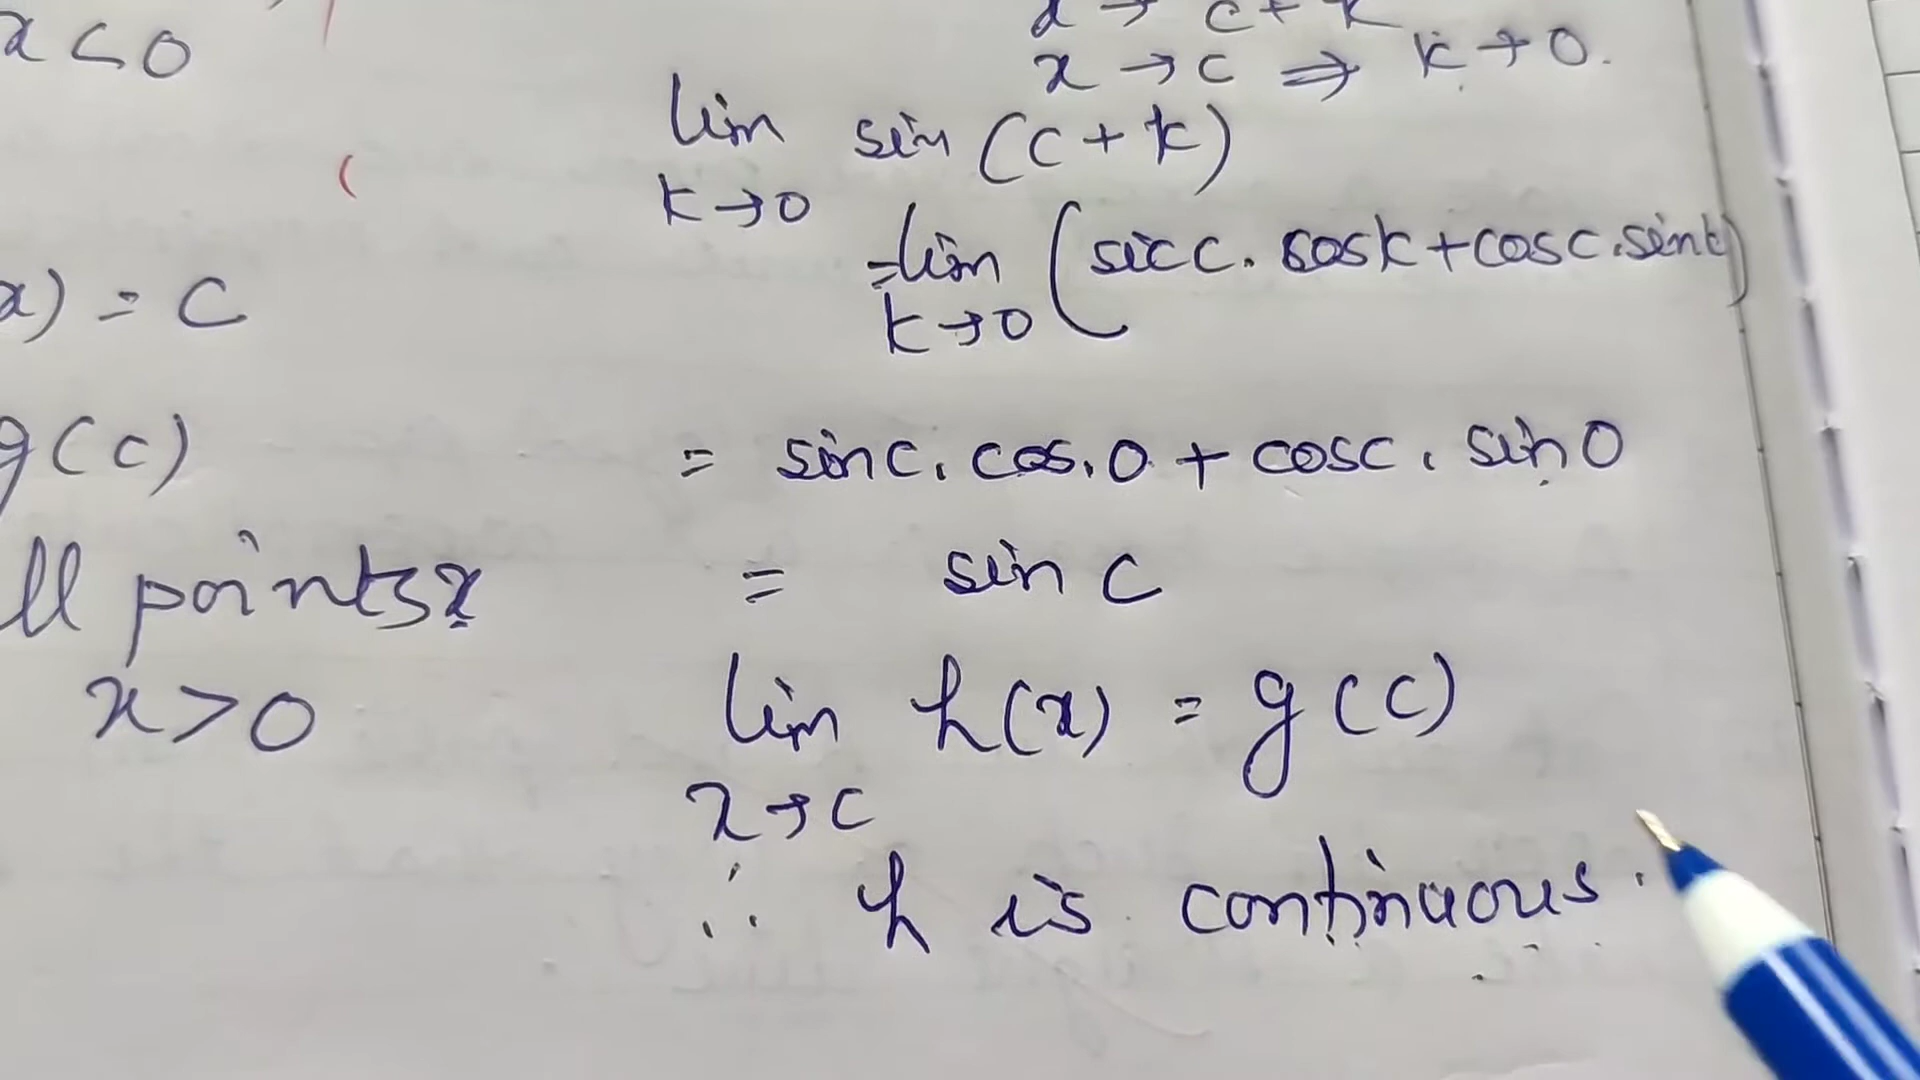 x < 0
x) = c
g(c)
ll points x
x > 0
x → c + k
x → c ⇒ k → 0.
lim sin (c + k)
k → 0
= lim (sic c. cos k + cos c. sin k)
k → 0
= sin c. cos. 0 + cos c. sin 0
= sin c
lim h(x) = g(c)
x → c
∴ h is continuous.